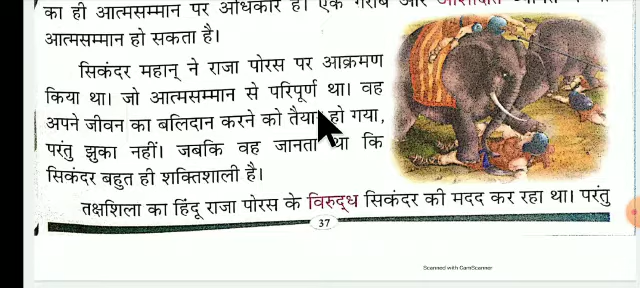 का ही आत्मसम्मान पर अधिकार है। एक गरीब और
आत्मसम्मान हो सकता है।
सिकंदर महान् ने राजा पोरस पर आक्रमण
किया था। जो आत्मसम्मान से परिपूर्ण था। वह
अपने जीवन का बलिदान करने को तैयार हो गया,
परंतु झुका नहीं। जबकि वह जानता था कि
सिकंदर बहुत ही शक्तिशाली है।
तक्षशिला का हिंदू राजा पोरस के विरुद्ध सिकंदर की मदद कर रहा था। परंतु
37
Scanned with CamScanner